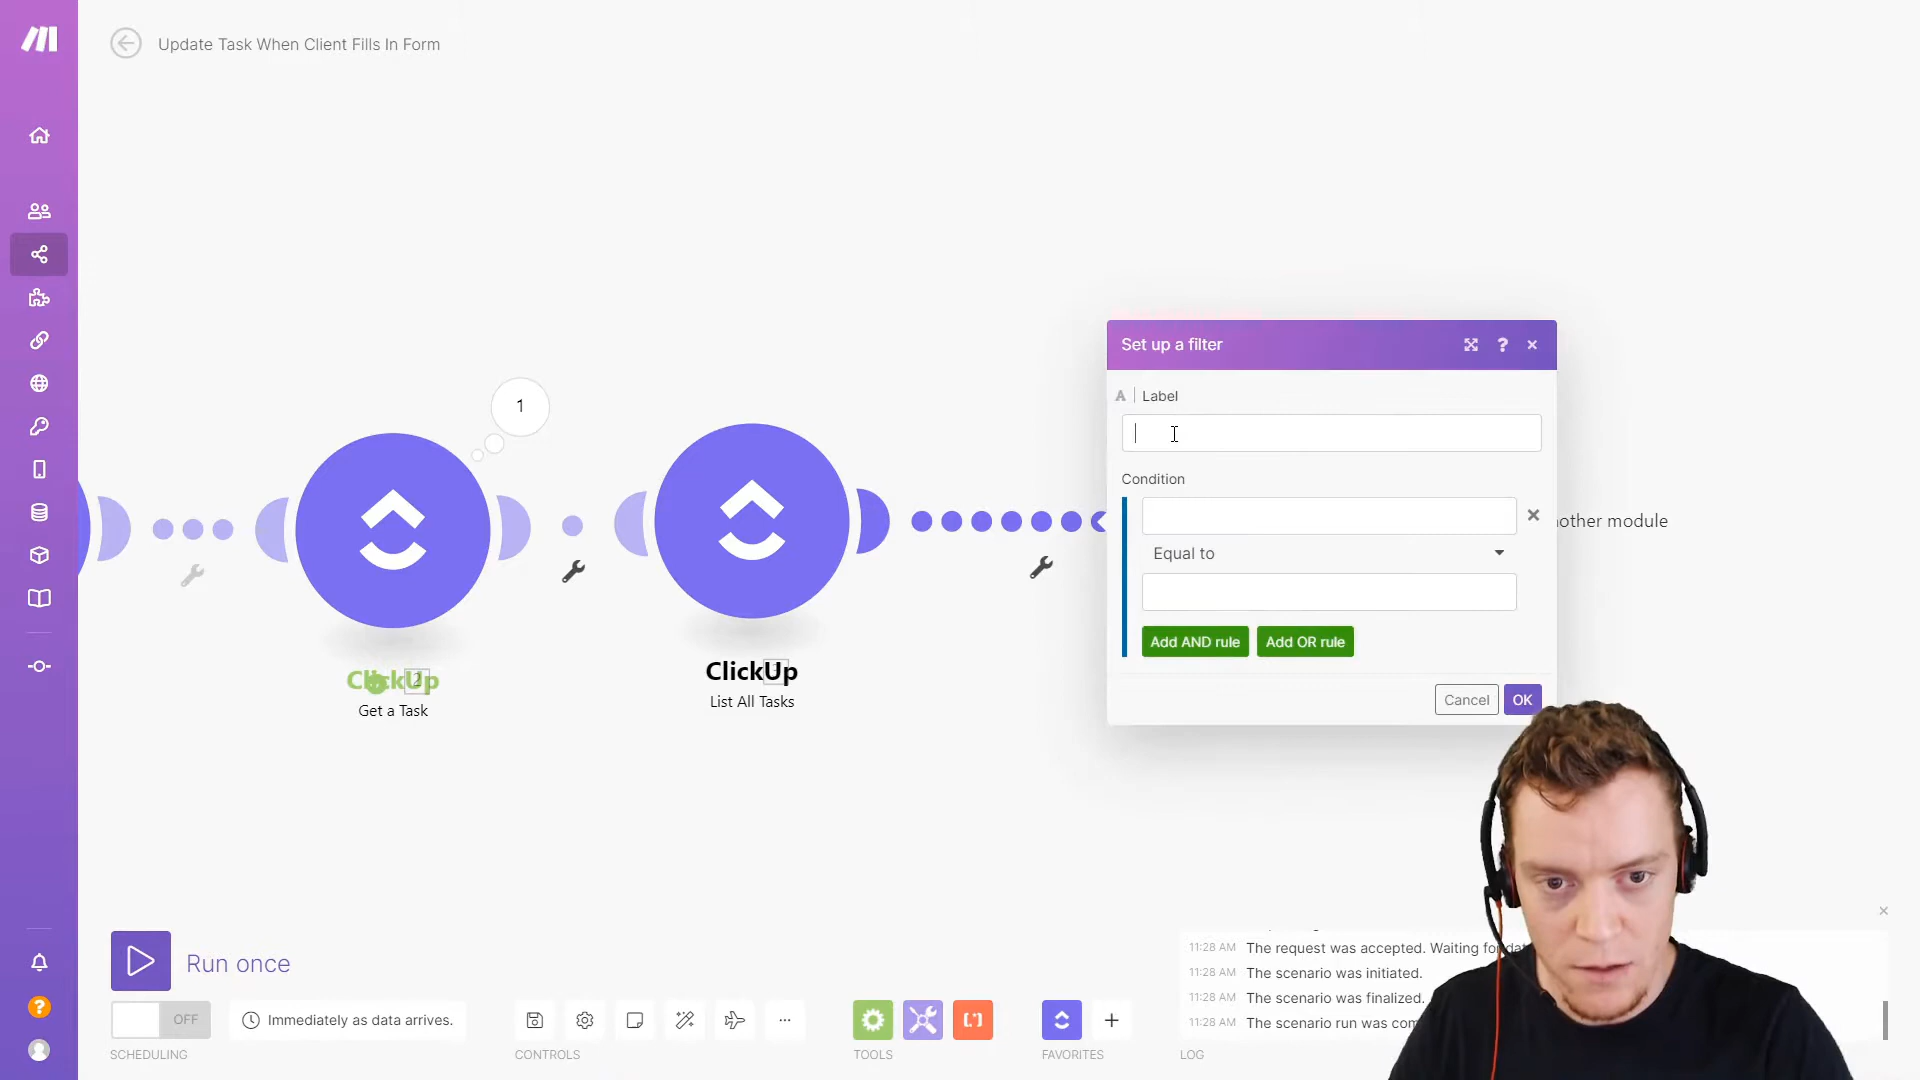 Update Task When Client Fills In Form
Set up a filter
A Label
Condition
Equal to
Add AND rule Add OR rule
Cancel OK
other module
1
ClickUp
Get a Task
ClickUp
List All Tasks
Run once
OFF
Immediately as data arrives.
SCHEDULING
CONTROLS
TOOLS
FAVORITES
LOG
11:28 AM The request was accepted. Waiting for
11:28 AM The scenario was initiated.
11:28 AM The scenario was finalized.
11:28 AM The scenario run was